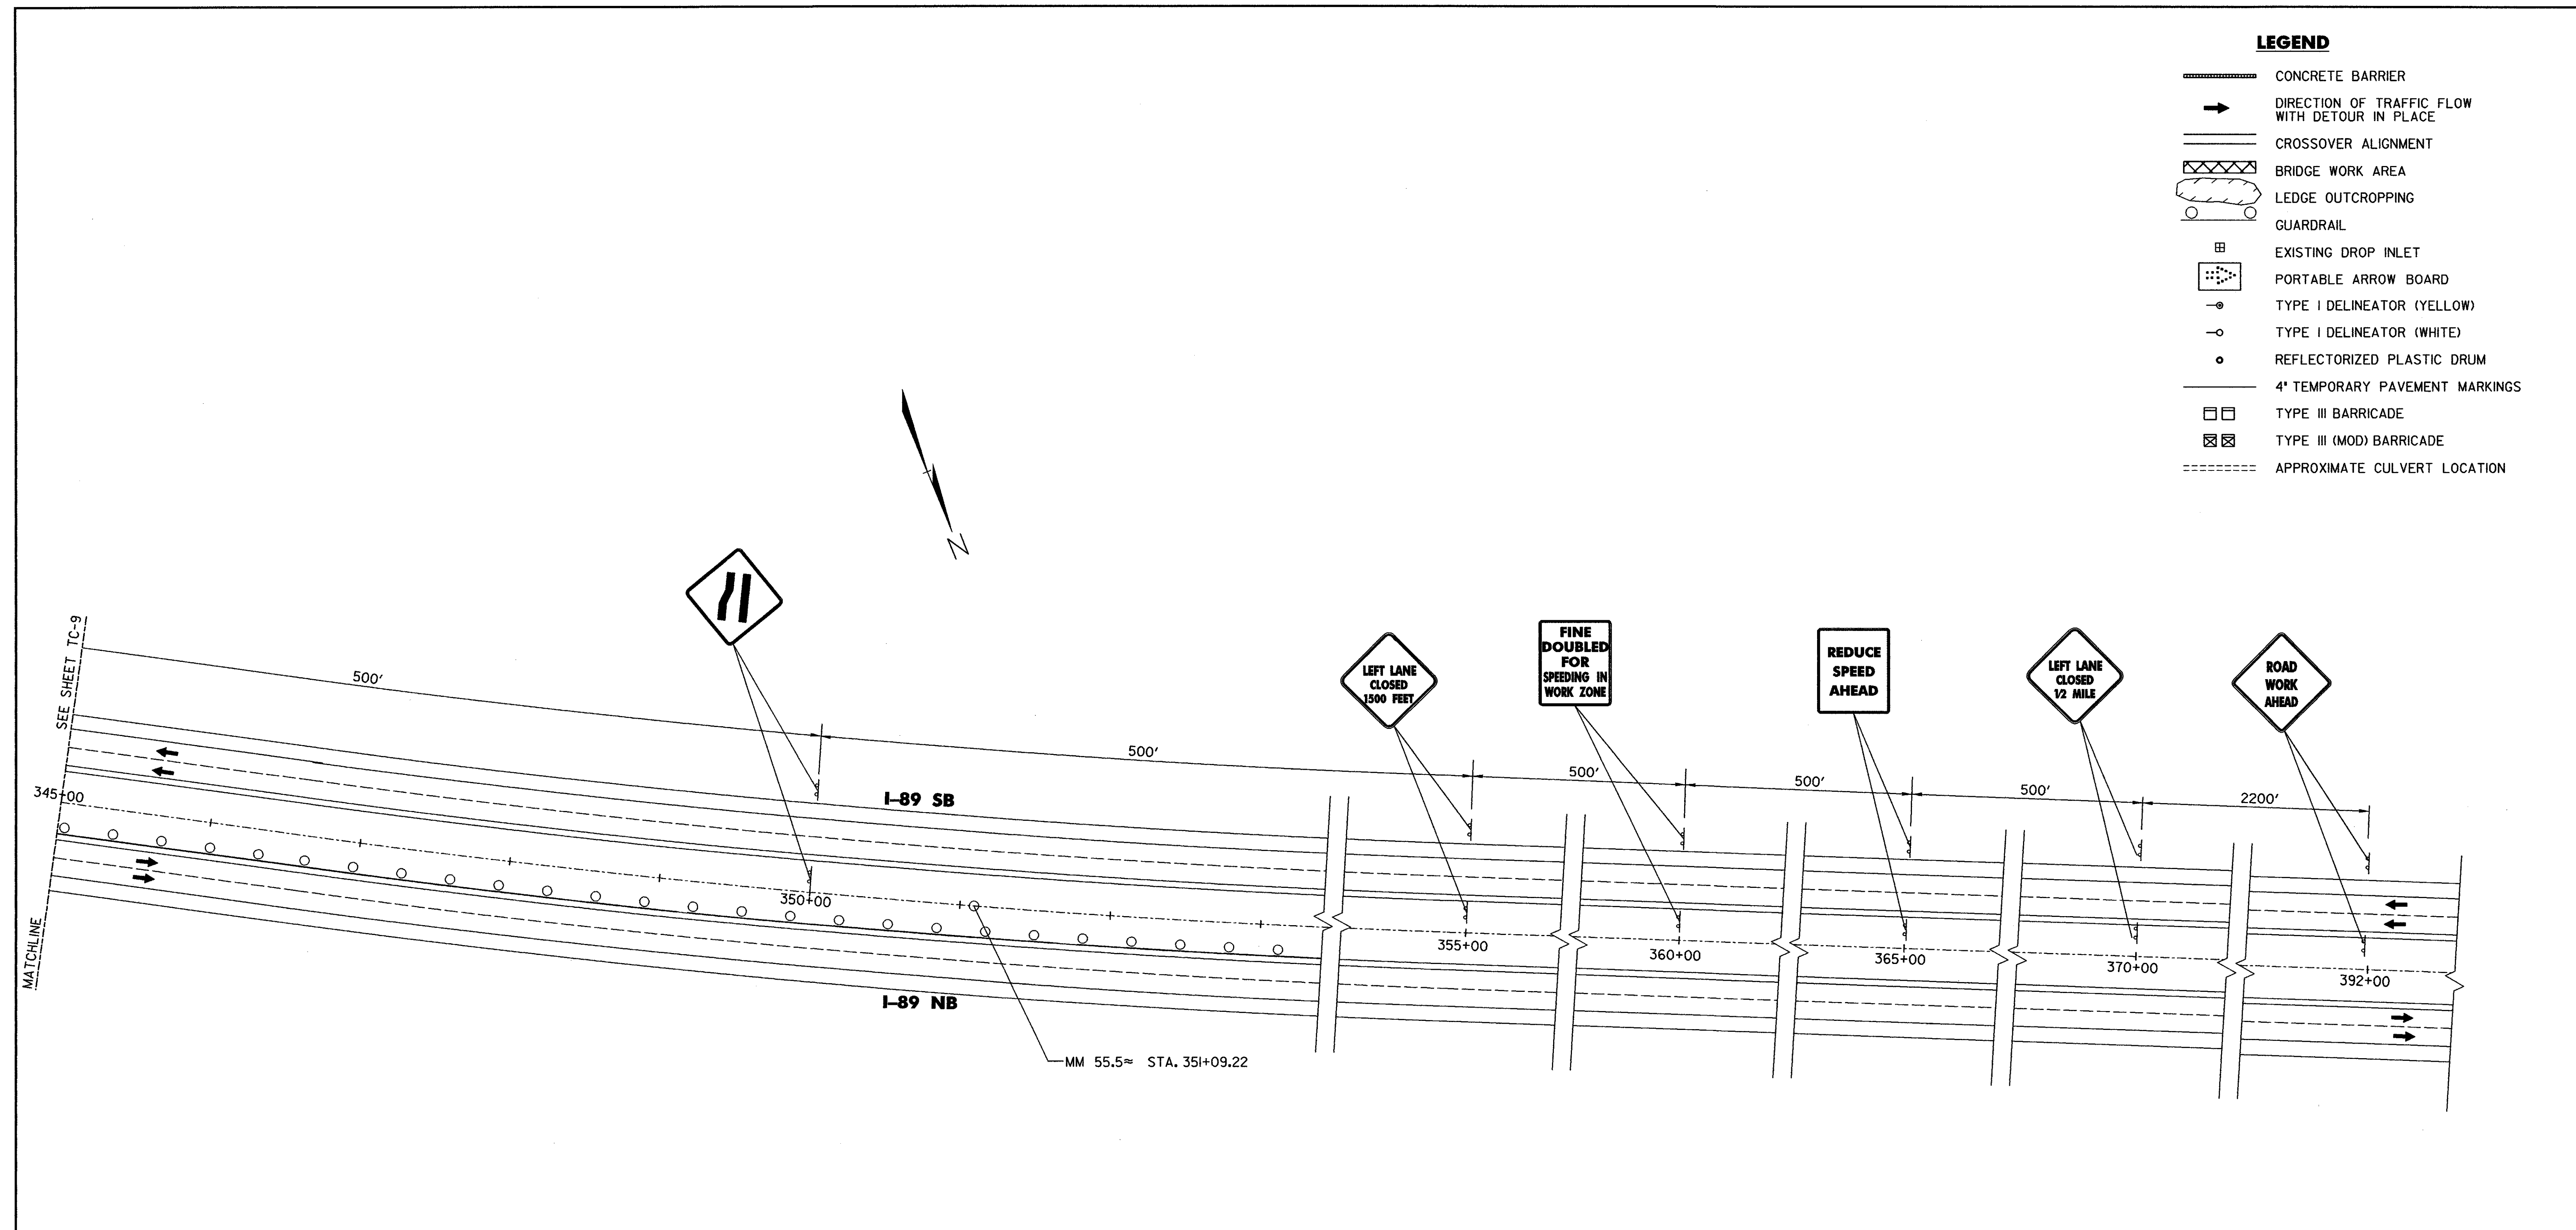 LEGEND
CONCRETE BARRIER
DIRECTION OF TRAFFIC FLOW
WITH DETOUR IN PLACE
CROSSOVER ALIGNMENT
BRIDGE WORK AREA
LEDGE OUTCROPPING
GUARDRAIL
EXISTING DROP INLET
PORTABLE ARROW BOARD
TYPE I DELINEATOR (YELLOW)
TYPE I DELINEATOR (WHITE)
REFLECTORIZED PLASTIC DRUM
4" TEMPORARY PAVEMENT MARKINGS
TYPE III BARRICADE
TYPE III (MOD) BARRICADE
APPROXIMATE CULVERT LOCATION
N
SEE SHEET TC-9
MATCHLINE
LEFT LANE
CLOSED
1500 FEET
FINE
DOUBLED
FOR
SPEEDING IN
WORK ZONE
REDUCE
SPEED
AHEAD
LEFT LANE
CLOSED
1/2 MILE
ROAD
WORK
AHEAD
500'
500'
500'
500'
500'
2200'
I-89 SB
345+00
350+00
355+00
360+00
365+00
370+00
392+00
I-89 NB
MM 55.5≈ STA. 351+09.22